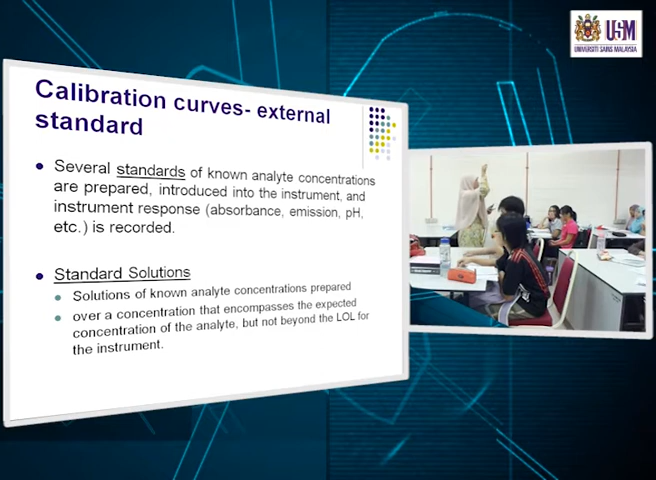 USM
UNIVERSITI SAINS MALAYSIA
Calibration curves- external
standard
Several standards of known analyte concentrations
are prepared, introduced into the instrument, and
instrument response (absorbance, emission, pH,
etc.) is recorded.
Standard Solutions
Solutions of known analyte concentrations prepared
over a concentration that encompasses the expected
concentration of the analyte, but not beyond the LOL for
the instrument.